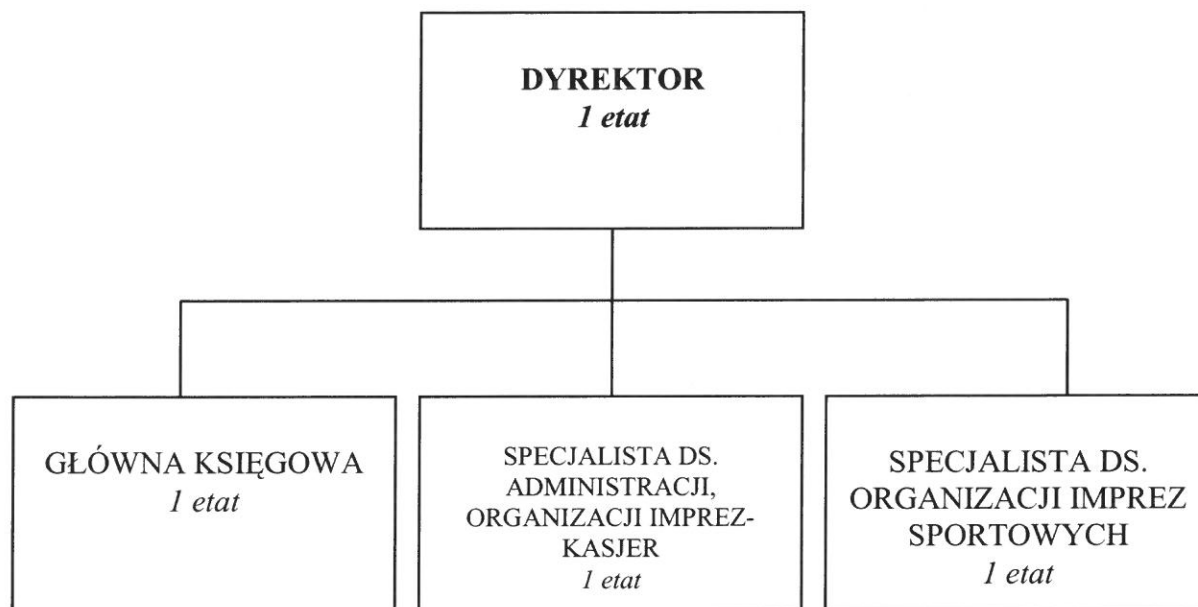 DYREKTOR
1 etat
GŁÓWNA KSIĘGOWA
1 etat
SPECJALISTA DS.
ADMINISTRACJI,
ORGANIZACJI IMPREZ-
KASJER
1 etat
SPECJALISTA DS.
ORGANIZACJI IMPREZ
SPORTOWYCH
1 etat